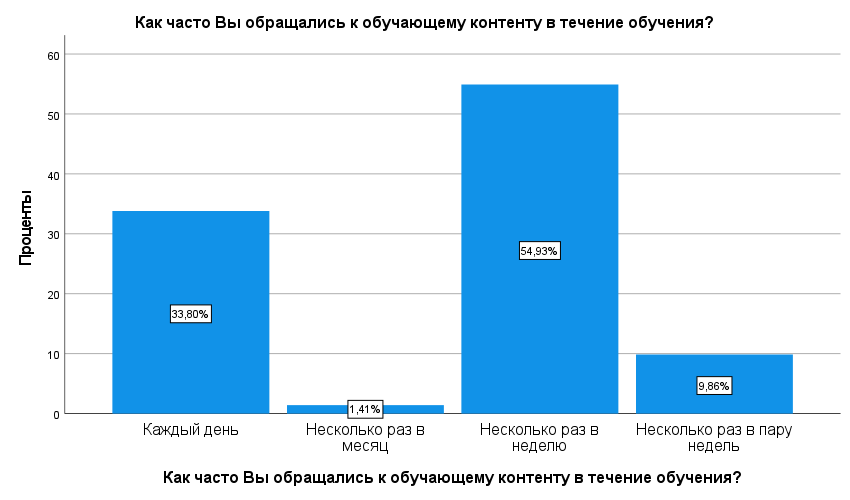 Как часто Вы обращались к обучающему контенту в течение обучения?
60
50
40
30
20
10
0
Проценты
33,80%
1,41%
54,93%
9,86%
Каждый день
Несколько раз в
месяц
Несколько раз в
неделю
Несколько раз в пару
недель
Как часто Вы обращались к обучающему контенту в течение обучения?